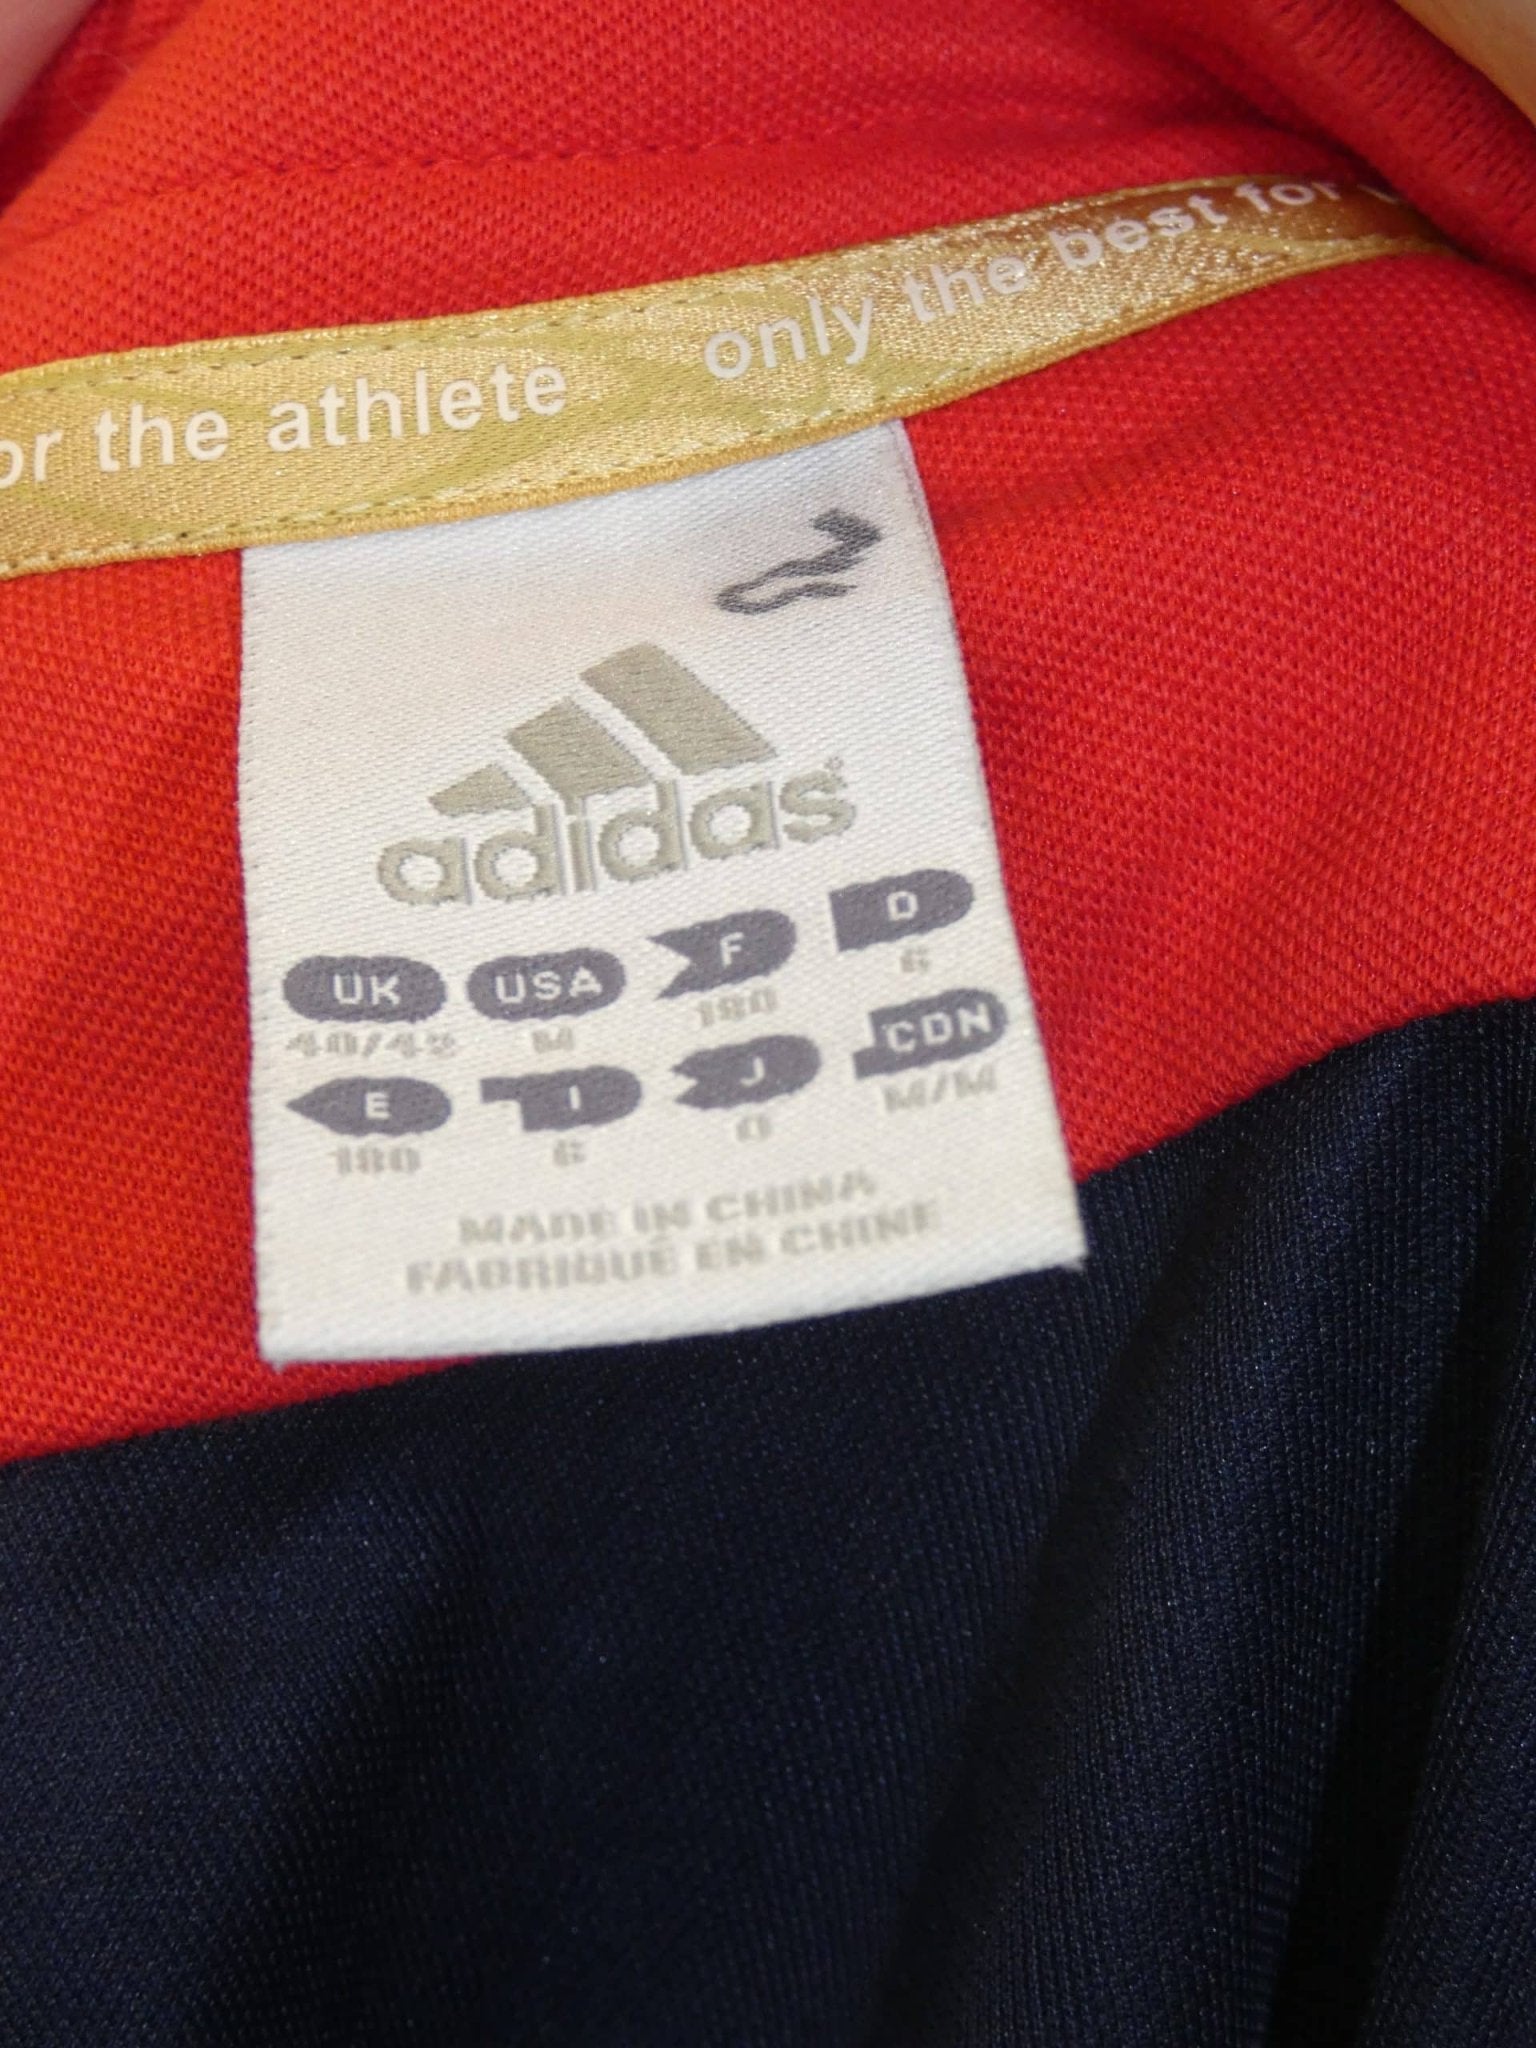 or the athlete only the best for
adidas
UK USA F D
40/42 M 180 6
E I J CDN
180 6 O M/M
MADE IN CHINA
FABRIQUÉ EN CHINE